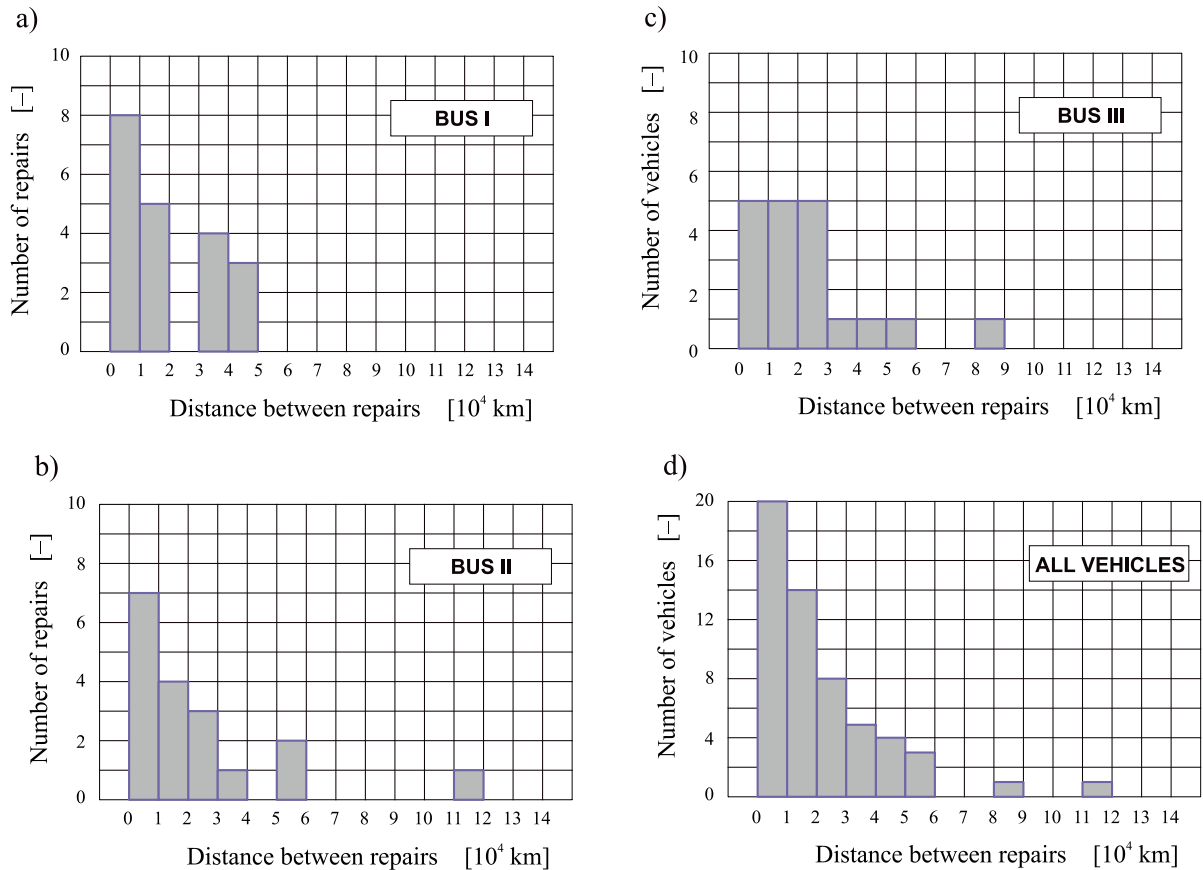 a)
10
8
6
4
2
0
Number of repairs [–]
BUS I
0 1 2 3 4 5 6 7 8 9 10 11 12 13 14
Distance between repairs [10⁴ km]
b)
10
8
6
4
2
0
Number of repairs [–]
BUS II
0 1 2 3 4 5 6 7 8 9 10 11 12 13 14
Distance between repairs [10⁴ km]
c)
10
8
6
4
2
0
Number of vehicles [–]
BUS III
0 1 2 3 4 5 6 7 8 9 10 11 12 13 14
Distance between repairs [10⁴ km]
d)
20
16
12
8
4
0
Number of vehicles [–]
ALL VEHICLES
0 1 2 3 4 5 6 7 8 9 10 11 12 13 14
Distance between repairs [10⁴ km]